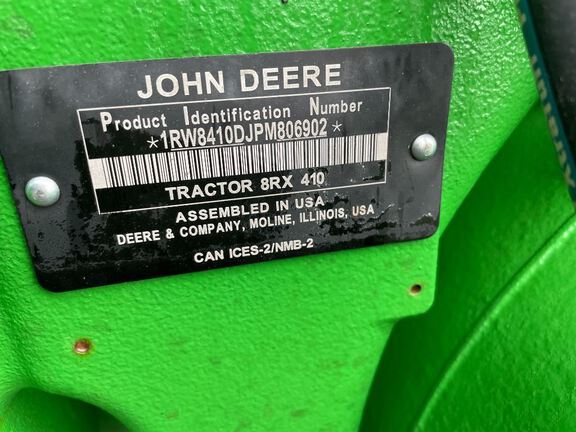 JOHN DEERE
Product Identification Number
*1RW8410DJPM806902*
TRACTOR 8RX 410
ASSEMBLED IN USA
DEERE & COMPANY, MOLINE, ILLINOIS, USA
CAN ICES-2/NMB-2